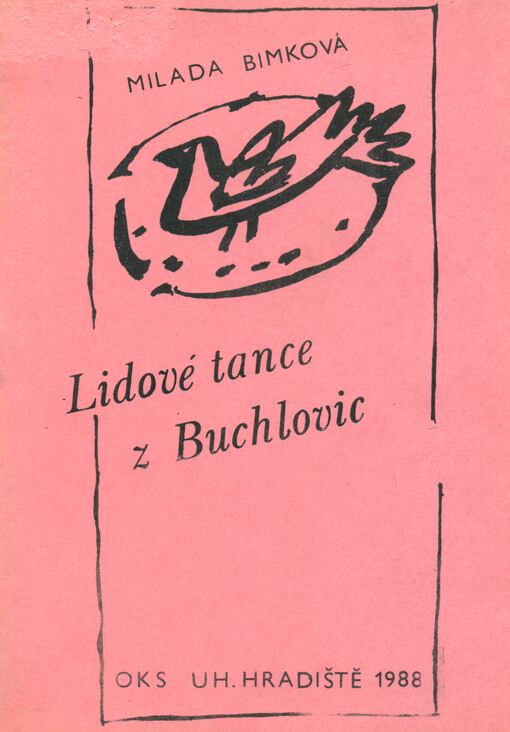 MILADA BIMKOVÁ
Lidové tance
z Buchlovic
OKS UH. HRADIŠTĚ 1988